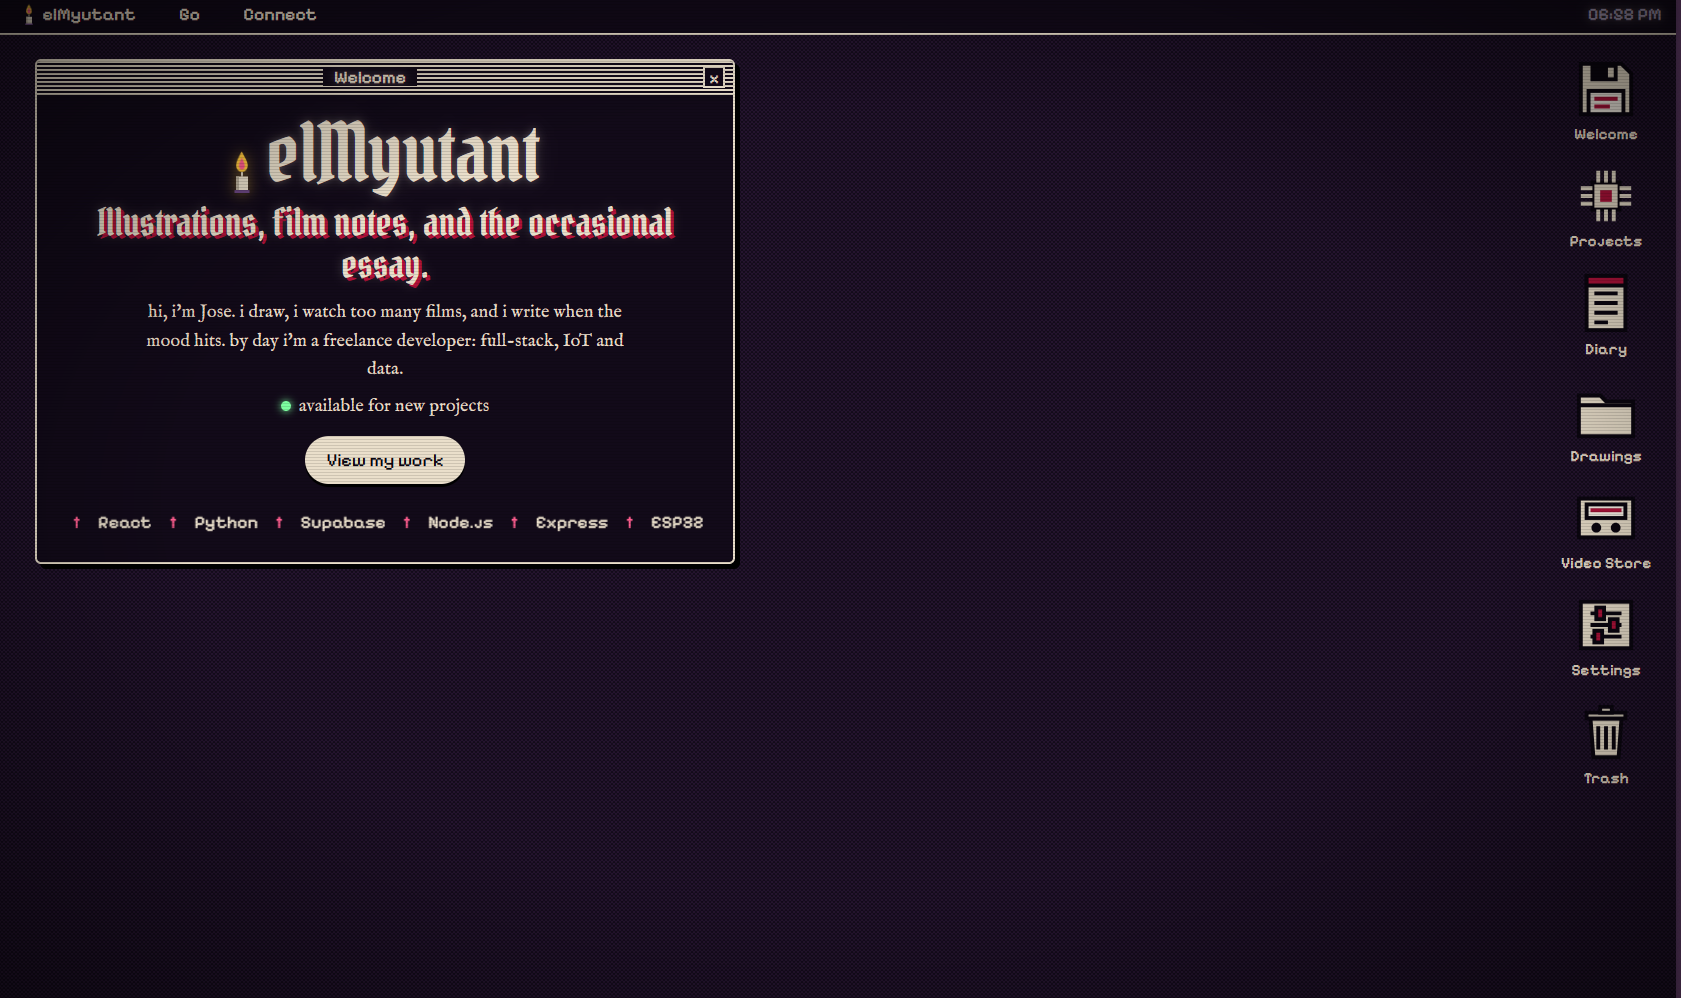 elMyutant Go Connect PM
Welcome
elMyutant
Illustrations, film notes, and the occasional
essay.
hi, i’m Jose. i draw, i watch too many films, and i write when the
mood hits. by day i’m a freelance developer: full-stack, IoT and
data.
available for new projects
View my work
† React † Python † Supabase † Node.js † Express † ESP32
Welcome
Projects
Diary
Drawings
Video Store
Settings
Trash